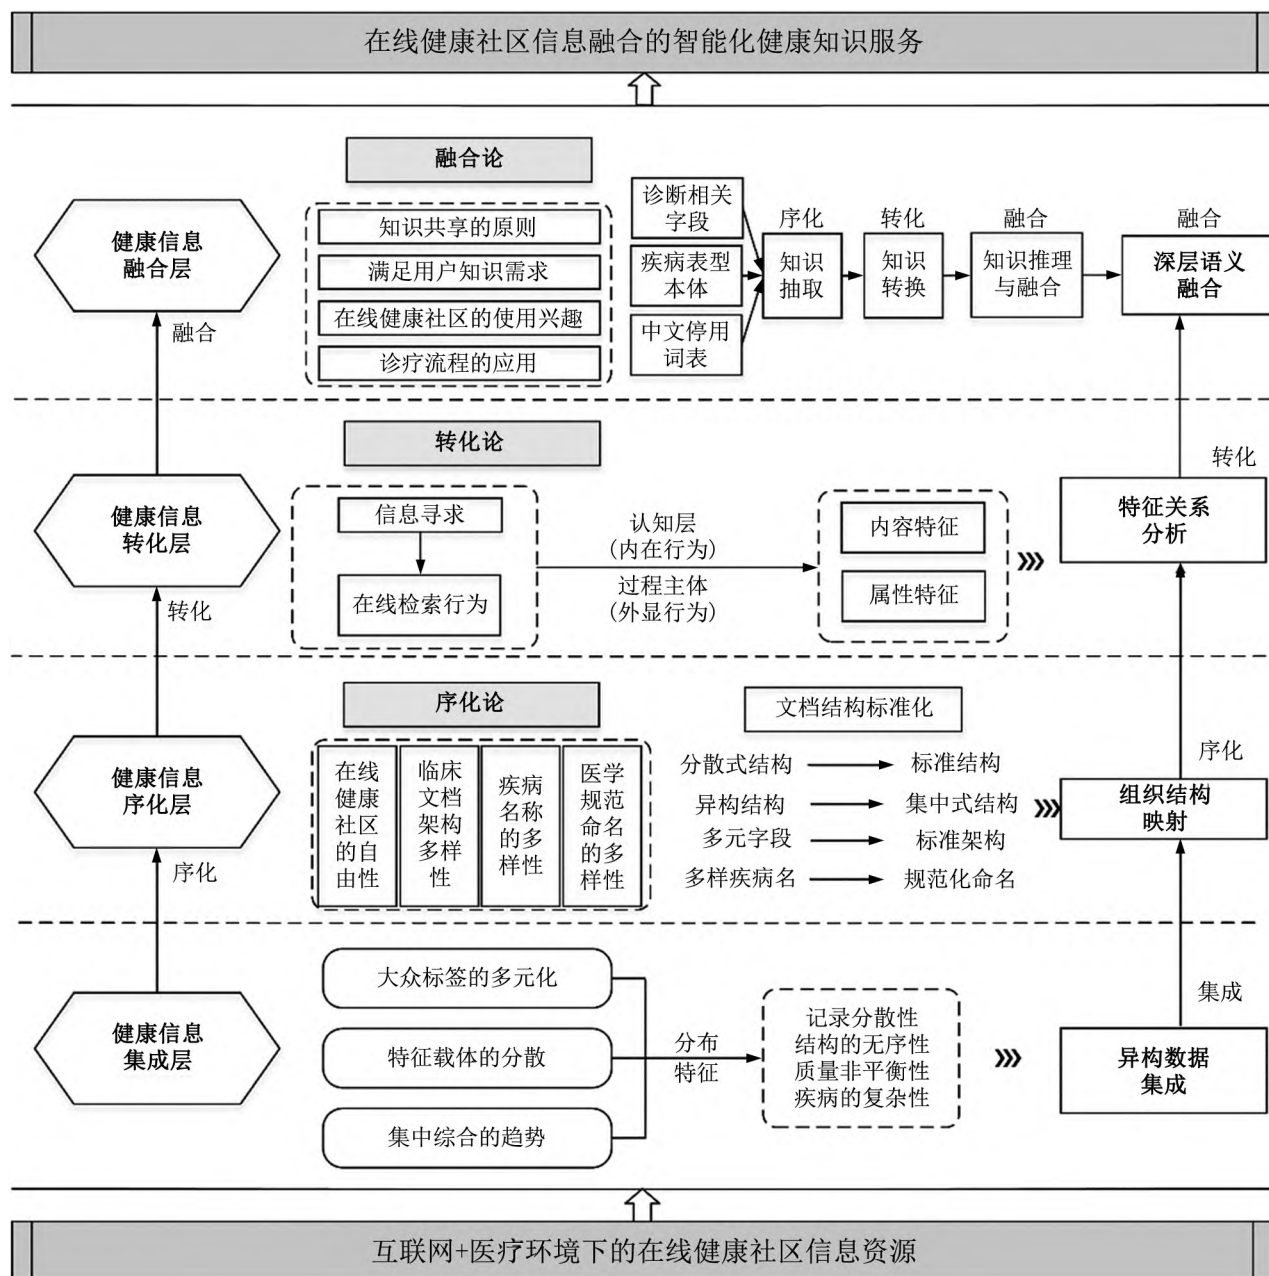 在线健康社区信息融合的智能化健康知识服务
融合论
健康信息
融合层
融合
知识共享的原则
满足用户知识需求
在线健康社区的使用兴趣
诊疗流程的应用
诊断相关
字段
疾病表型
本体
中文停用
词表
序化
知识
抽取
转化
知识
转换
融合
知识推理
与融合
融合
深层语义
融合
转化论
健康信息
转化层
转化
信息寻求
在线检索行为
认知层
(内在行为)
过程主体
(外显行为)
内容特征
属性特征
转化
特征关系
分析
序化论
健康信息
序化层
序化
在线
健康
社区
的自
由性
临床
文档
架构
多样
性
疾病
名称
的多
样性
医学
规范
命名
的多
样性
文档结构标准化
分散式结构
标准结构
异构结构
集中式结构
多元字段
标准架构
多样疾病名
规范化命名
序化
组织结构
映射
健康信息
集成层
大众标签的多元化
特征载体的分散
集中综合的趋势
分布
特征
记录分散性
结构的无序性
质量非平衡性
疾病的复杂性
集成
异构数据
集成
互联网+医疗环境下的在线健康社区信息资源